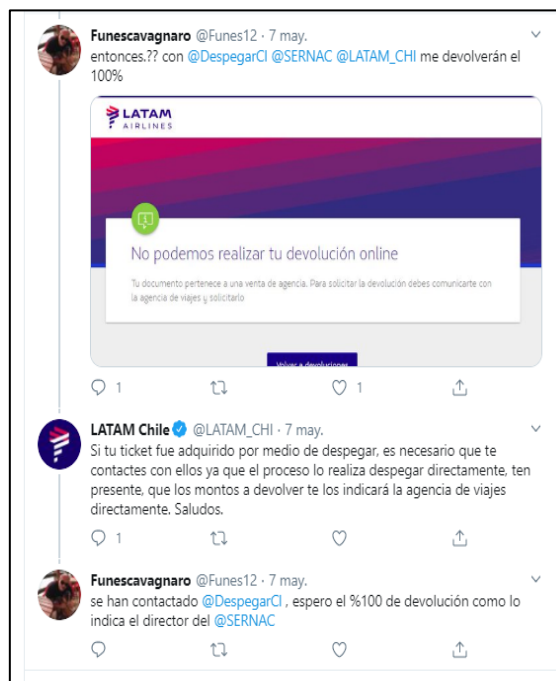 Funescavagnaro @Funes12 · 7 may.
entonces.?? con @DespegarCl @SERNAC @LATAM_CHI me devolverán el
100%
LATAM
AIRLINES
No podemos realizar tu devolución online
Tu documento pertenece a una venta de agencia. Para solicitar la devolución debes comunicarte con
la agencia de viajes y solicitarlo
Volver a devoluciones
1
1
LATAM Chile @LATAM_CHI · 7 may.
Si tu ticket fue adquirido por medio de despegar, es necesario que te
contactes con ellos ya que el proceso lo realiza despegar directamente, ten
presente, que los montos a devolver te los indicará la agencia de viajes
directamente. Saludos.
1
Funescavagnaro @Funes12 · 7 may.
se han contactado @DespegarCl , espero el %100 de devolución como lo
indica el director del @SERNAC